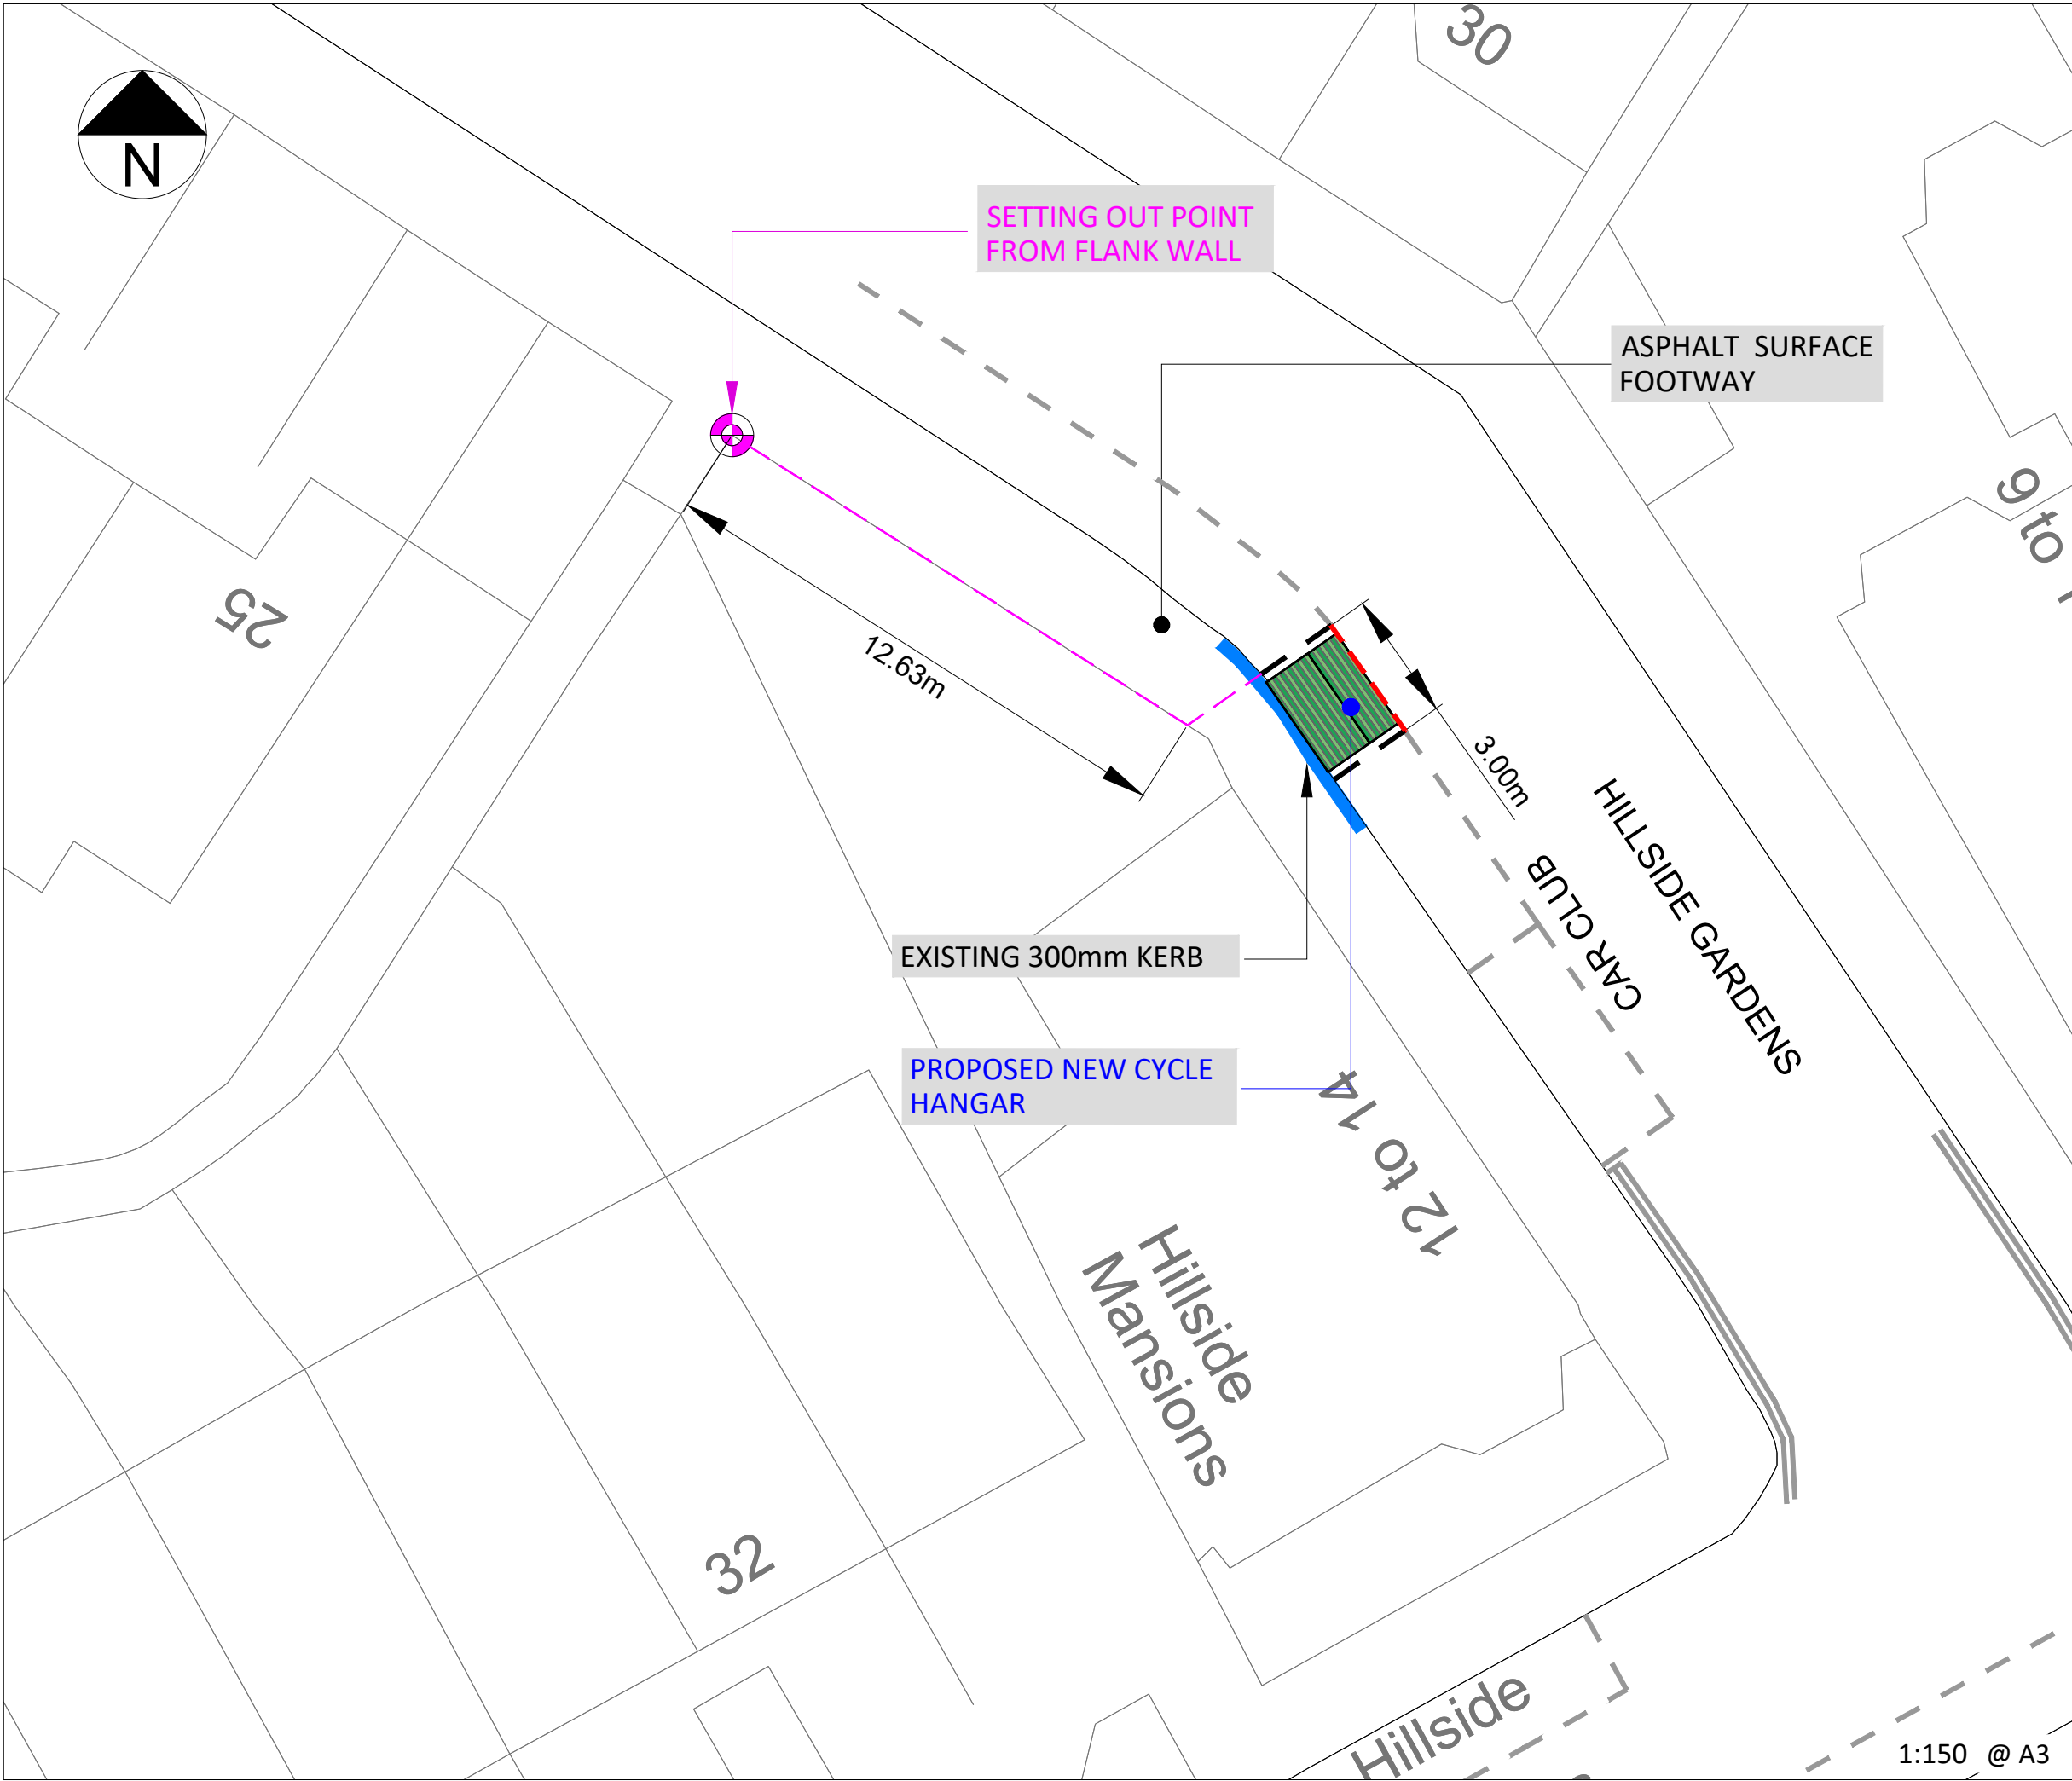 30
N
SETTING OUT POINT
FROM FLANK WALL
ASPHALT SURFACE
FOOTWAY
9 to
25
12.63m
3.00m
HILLSIDE GARDENS
CAR CLUB
EXISTING 300mm KERB
PROPOSED NEW CYCLE
HANGAR
12 to 14
Hillside
Mansions
32
Hillside
1:150 @ A3